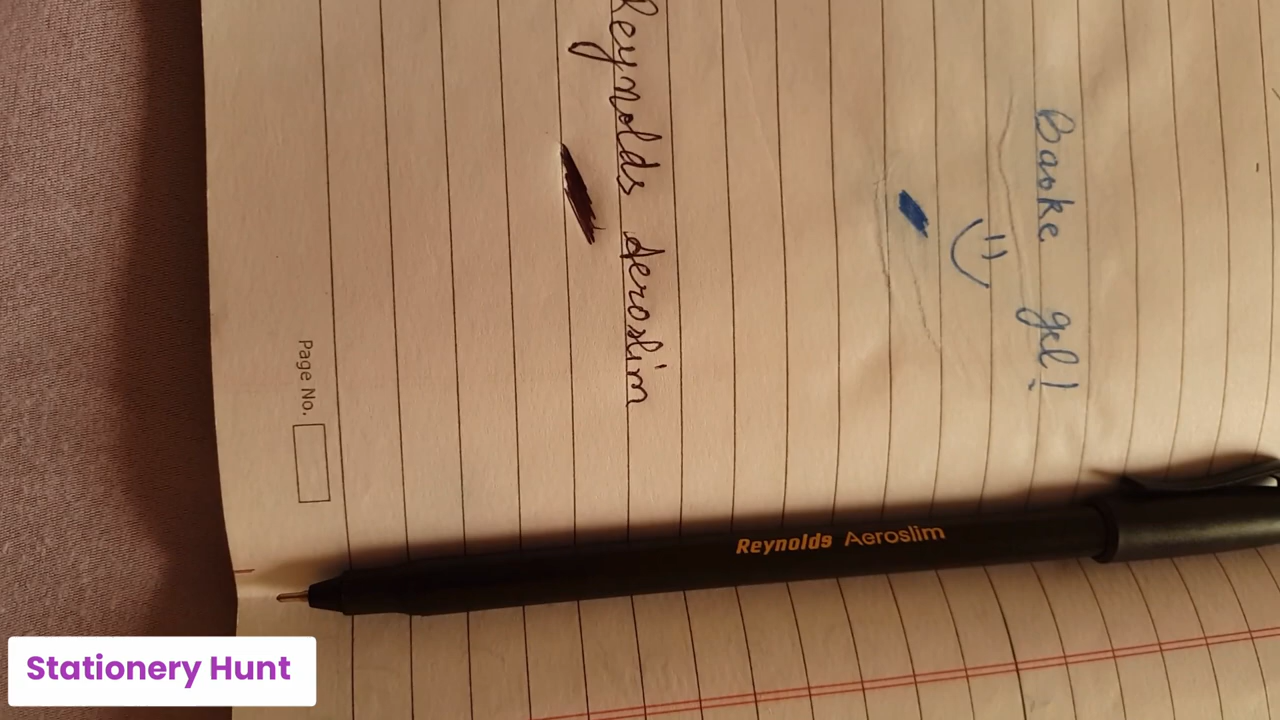 Reynolds Aeroslim
Baoke gel!
Page No.
Reynolds Aeroslim
Stationery Hunt